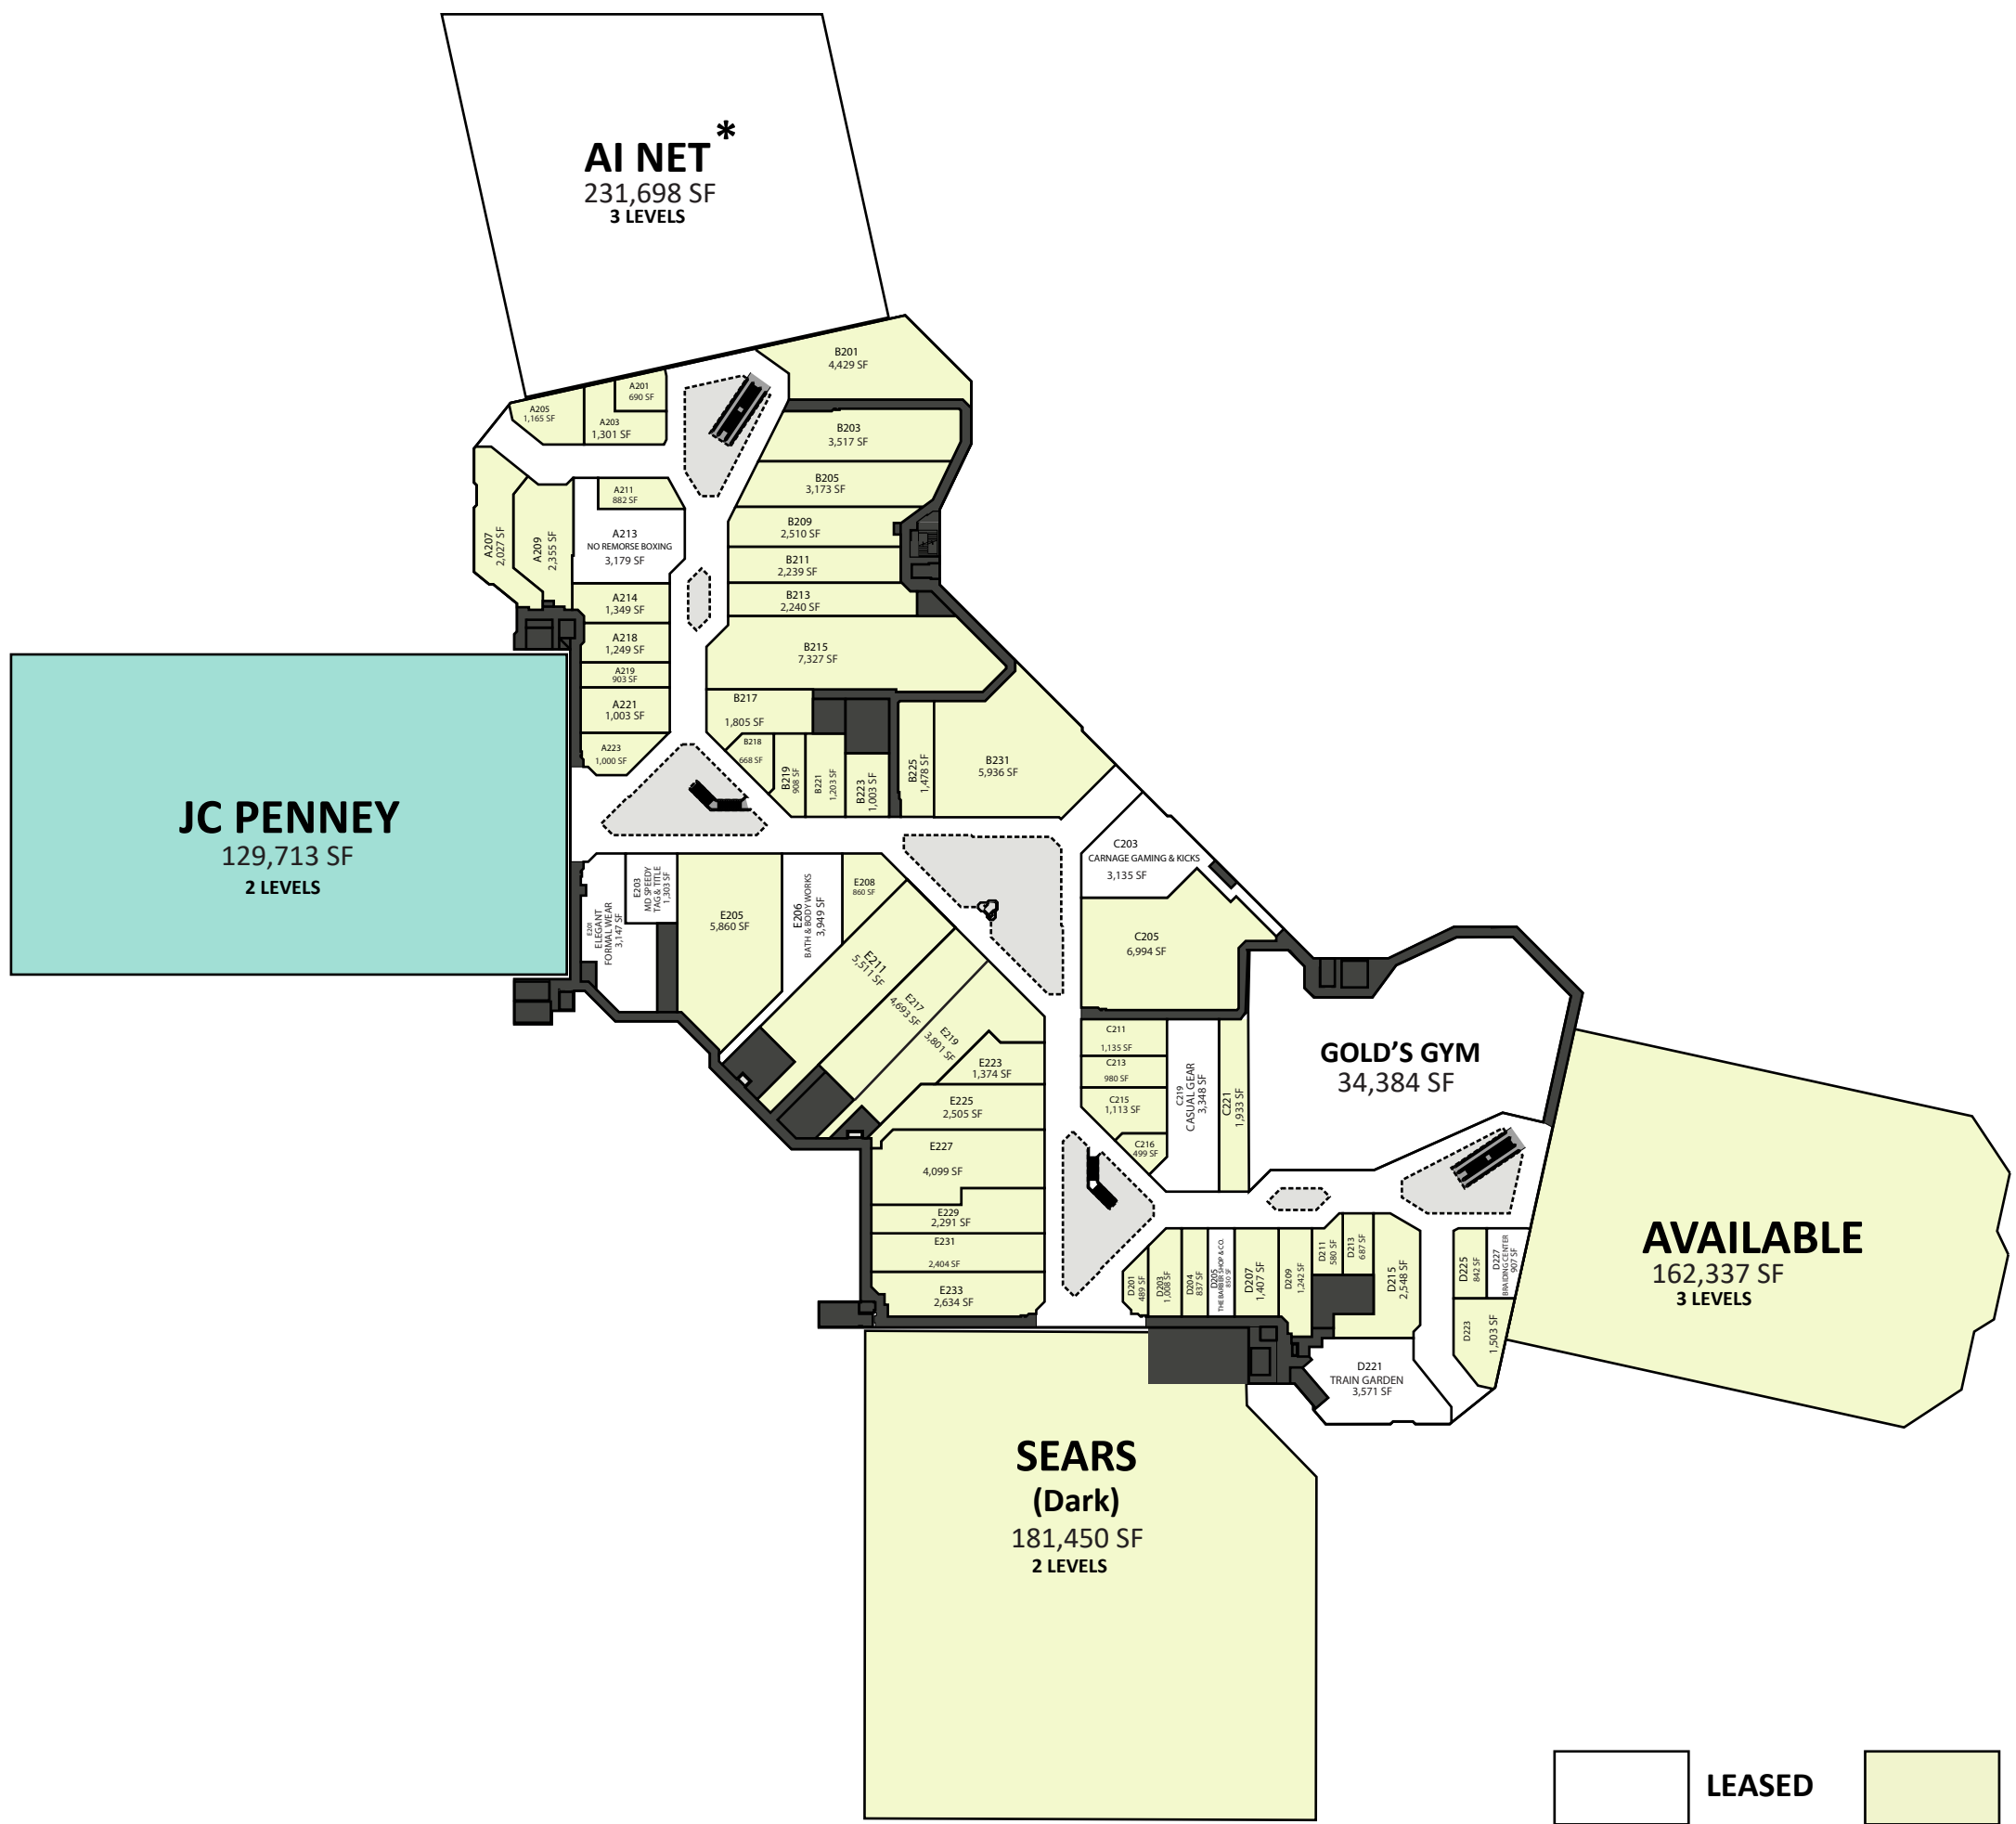 AI NET*
231,698 SF
3 LEVELS
B201
4,429 SF
A201
690 SF
A205
1,165 SF
A203
1,301 SF
B203
3,517 SF
B205
3,173 SF
A211
882 SF
A207
2,027 SF
A209
2,355 SF
A213
NO REMORSE BOXING
3,179 SF
B209
2,510 SF
B211
2,239 SF
B213
2,240 SF
A214
1,349 SF
A218
1,249 SF
A219
903 SF
A221
1,003 SF
A223
1,000 SF
B215
7,327 SF
B217
1,805 SF
B218
668 SF
B219
908 SF
B221
1,203 SF
B223
1,003 SF
B225
1,478 SF
B231
5,936 SF
JC PENNEY
129,713 SF
2 LEVELS
C203
CARNAGE GAMING & KICKS
3,135 SF
E201
ELEGANT
FORMAL WEAR
3,147 SF
E203
MD SPEEDY
TAG & TITLE
1,303 SF
E205
5,860 SF
E206
BATH & BODY WORKS
3,949 SF
E208
860 SF
C205
6,994 SF
E211
5,511 SF
E217
4,693 SF
E219
3,801 SF
E223
1,374 SF
E225
2,505 SF
E227
4,099 SF
E229
2,291 SF
E231
2,404 SF
E233
2,634 SF
C211
1,135 SF
C213
980 SF
C215
1,113 SF
C216
499 SF
C219
CASUAL GEAR
3,348 SF
C221
1,933 SF
GOLD'S GYM
34,384 SF
AVAILABLE
162,337 SF
3 LEVELS
D201
489 SF
D203
1,008 SF
D204
837 SF
D205
THE BARBER SHOP & CO.
850 SF
D207
1,407 SF
D209
1,242 SF
D211
580 SF
D213
687 SF
D215
2,548 SF
D225
842 SF
D227
BRAIDING CENTER
907 SF
D223
1,503 SF
D221
TRAIN GARDEN
3,571 SF
SEARS
(Dark)
181,450 SF
2 LEVELS
LEASED